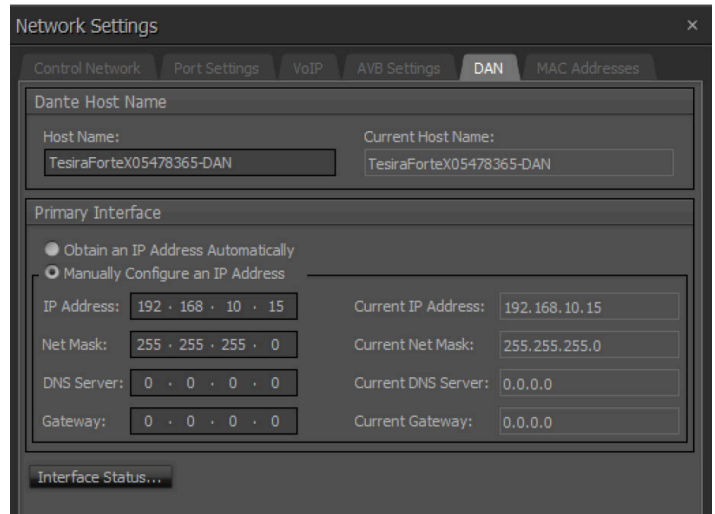 Network Settings ×
Control Network Port Settings VoIP AVB Settings DAN MAC Addresses
Dante Host Name
Host Name: Current Host Name:
TesiraForteX05478365-DAN TesiraForteX05478365-DAN
Primary Interface
Obtain an IP Address Automatically
Manually Configure an IP Address
IP Address: 192 . 168 . 10 . 15 Current IP Address: 192.168.10.15
Net Mask: 255 . 255 . 255 . 0 Current Net Mask: 255.255.255.0
DNS Server: 0 . 0 . 0 . 0 Current DNS Server: 0.0.0.0
Gateway: 0 . 0 . 0 . 0 Current Gateway: 0.0.0.0
Interface Status...